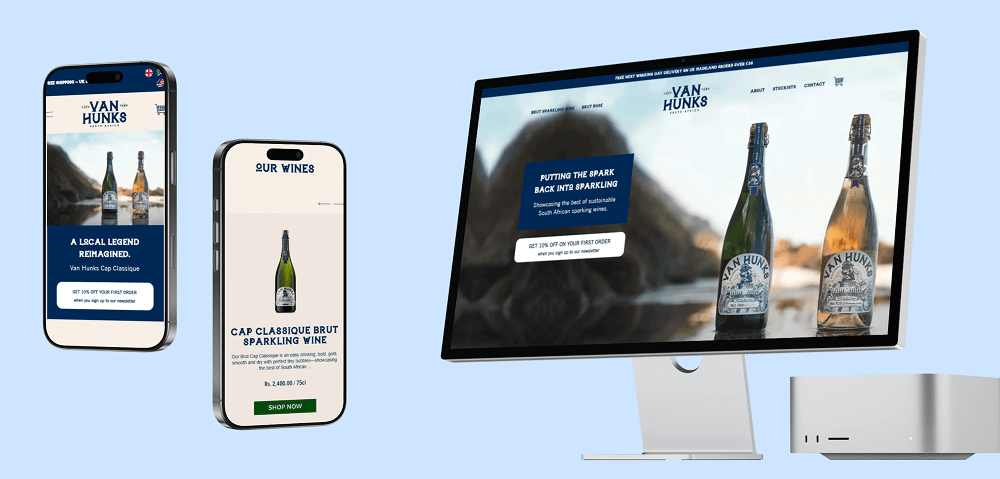 FREE SHIPPING — UK
VAN
HUNKS
SOUTH AFRICA
A LOCAL LEGEND
REIMAGINED.
Van Hunks Cap Classique
GET 10% OFF YOUR FIRST ORDER
when you sign up to our newsletter
OUR WINES
CAP CLASSIQUE BRUT
SPARKLING WINE
Our Brut Cap Classique is an easy drinking, bold, gold,
smooth and dry with perfect tiny bubbles—showcasing
the best of South African ...
Rs. 2,400.00 / 75cl
SHOP NOW
FREE NEXT WORKING DAY DELIVERY ON UK MAINLAND ORDERS OVER
BRUT SPARKLING WINE BRUT ROSE
VAN
HUNKS
SOUTH AFRICA
ABOUT STOCKISTS CONTACT
PUTTING THE SPARK
BACK INTO SPARKLING
Showcasing the best of sustainable
South African sparkling wines.
GET 10% OFF ON YOUR FIRST ORDER
when you sign up to our newsletter
VAN HUNKS
VAN HUNKS